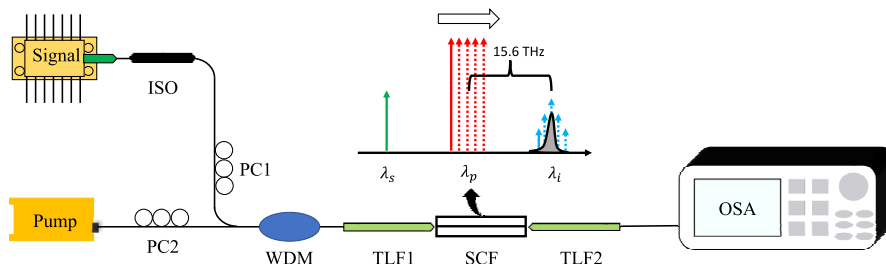 Signal
ISO
15.6 THz
PC1
λs
λp
λi
Pump
PC2
WDM
TLF1
SCF
TLF2
OSA